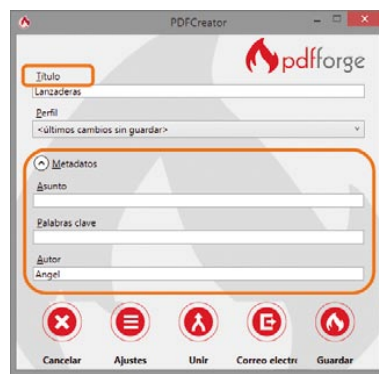 PDFCreator
pdfforge
Título
Lanzaderas
Perfil
<últimos cambios sin guardar>
Metadatos
Asunto
Palabras clave
Autor
Angel
Cancelar Ajustes Unir Correo electró Guardar